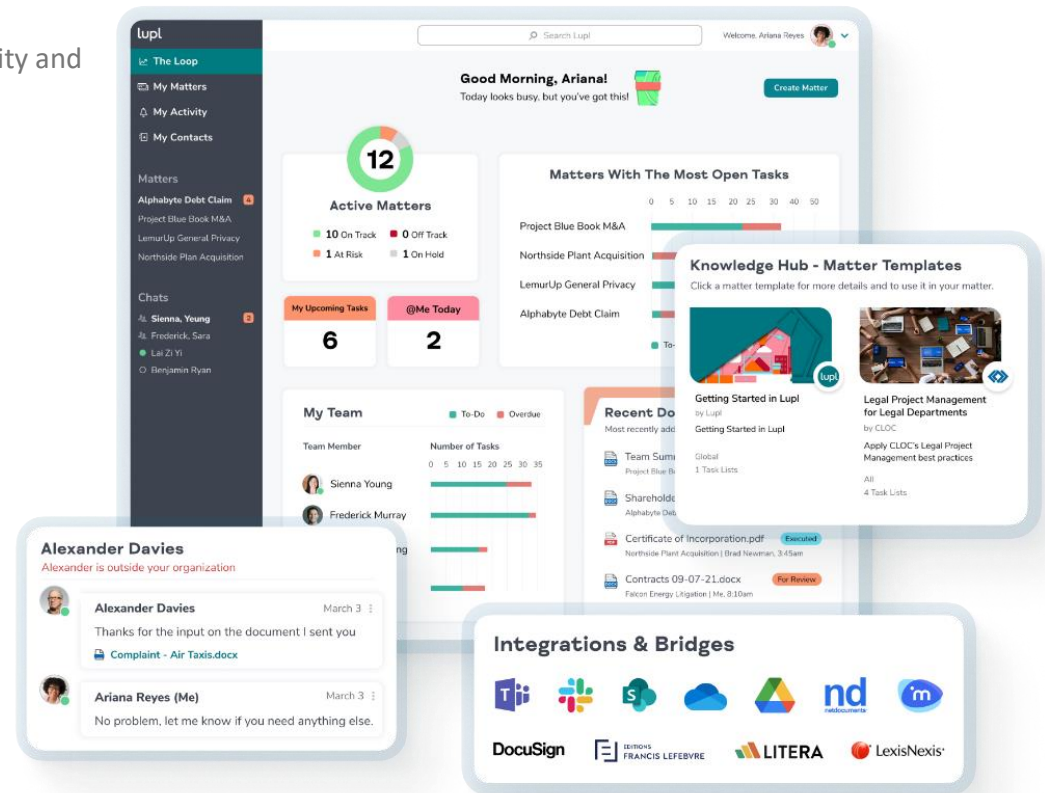 ity and
lupl
Search Lupl
Welcome, Ariana Reyes
The Loop
My Matters
My Activity
My Contacts
Good Morning, Ariana!
Today looks busy, but you've got this!
Create Matter
Matters
Alphabyte Debt Claim 4
Project Blue Book M&A
LemurUp General Privacy
Northside Plan Acquisition
Chats
Sienna, Yeung 2
Frederick, Sara
Lai Zi Yi
Benjamin Ryan
12
Active Matters
10 On Track 0 Off Track
1 At Risk 1 On Hold
My Upcoming Tasks
6
@Me Today
2
Matters With The Most Open Tasks
0 5 10 15 20 25 30 40 50
Project Blue Book M&A
Northside Plant Acquisition
LemurUp General Privacy
Alphabyte Debt Claim
To-
Knowledge Hub - Matter Templates
Click a matter template for more details and to use it in your matter.
lupl
Getting Started in Lupl
by Lupl
Getting Started in Lupl
Global
1 Task Lists
Legal Project Management
for Legal Departments
by CLOC
Apply CLOC's Legal Project
Management best practices
All
4 Task Lists
My Team
To-Do Overdue
Team Member Number of Tasks
0 5 10 15 20 25 30 35
Sienna Young
Frederick Murray
ng
Recent Do
Most recently add
Team Sum
Project Blue B
Shareholde
Alphabyte Deb
Certificate of Incorporation.pdf Executed
Northside Plant Acquisition | Brad Newman, 3:45am
Contracts 09-07-21.docx For Review
Falcon Energy Litigation | Me, 8:10am
Alexander Davies
Alexander is outside your organization
Alexander Davies March 3
Thanks for the input on the document I sent you
Complaint - Air Taxis.docx
Ariana Reyes (Me) March 3
No problem, let me know if you need anything else.
Integrations & Bridges
T
S
nd
netdocuments
m
DocuSign
EDITIONS
FRANCIS LEFEBVRE
LITERA
LexisNexis